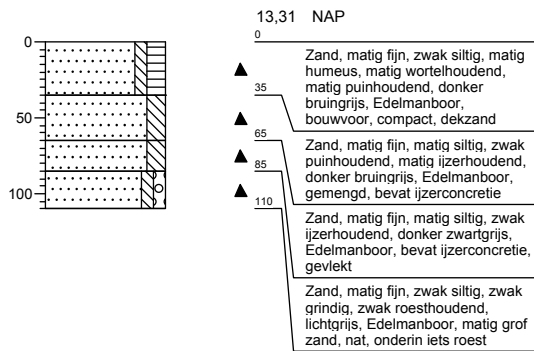 13,31 NAP
0
50
100
0
35
65
85
110
Zand, matig fijn, zwak siltig, matig
humeus, matig wortelhoudend,
matig puinhoudend, donker
bruingrijs, Edelmanboor,
bouwvoor, compact, dekzand
Zand, matig fijn, matig siltig, zwak
puinhoudend, matig ijzerhoudend,
donker bruingrijs, Edelmanboor,
gemengd, bevat ijzerconcretie
Zand, matig fijn, matig siltig, zwak
ijzerhoudend, donker zwartgrijs,
Edelmanboor, bevat ijzerconcretie,
gevlekt
Zand, matig fijn, zwak siltig, zwak
grindig, zwak roesthoudend,
lichtgrijs, Edelmanboor, matig grof
zand, nat, onderin iets roest